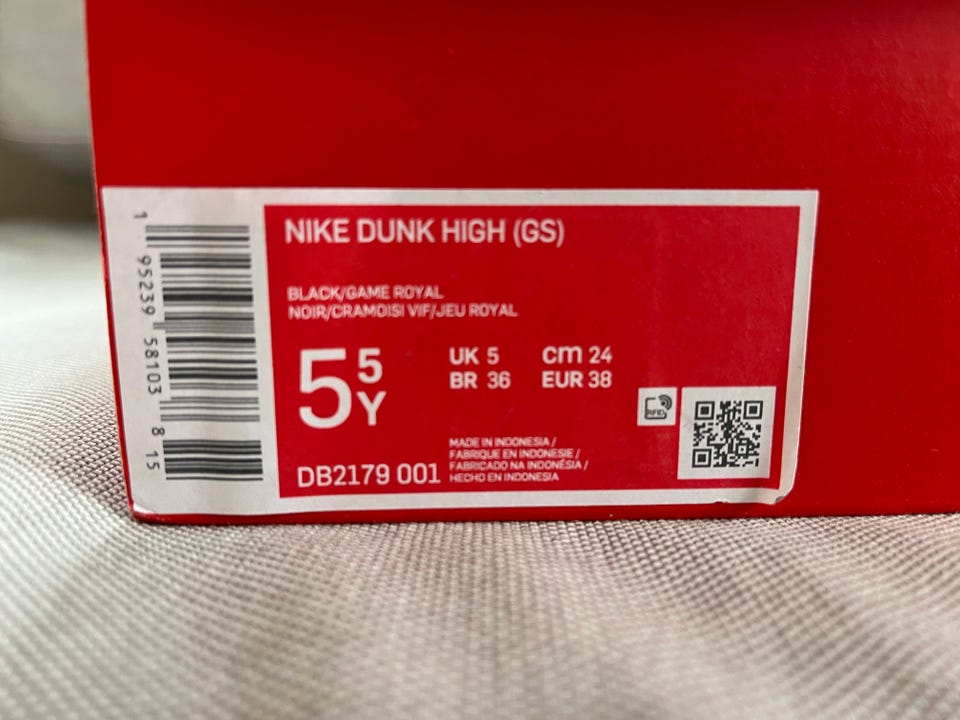 NIKE DUNK HIGH (GS)
BLACK/GAME ROYAL
NOIR/CRAMOISI VIF/JEU ROYAL
5 5 Y
UK 5 cm 24
BR 36 EUR 38
RFID
DB2179 001
MADE IN INDONESIA /
FABRIQUE EN INDONESIE /
FABRICADO NA INDONÉSIA /
HECHO EN INDONESIA
1 95239 58103 8 15